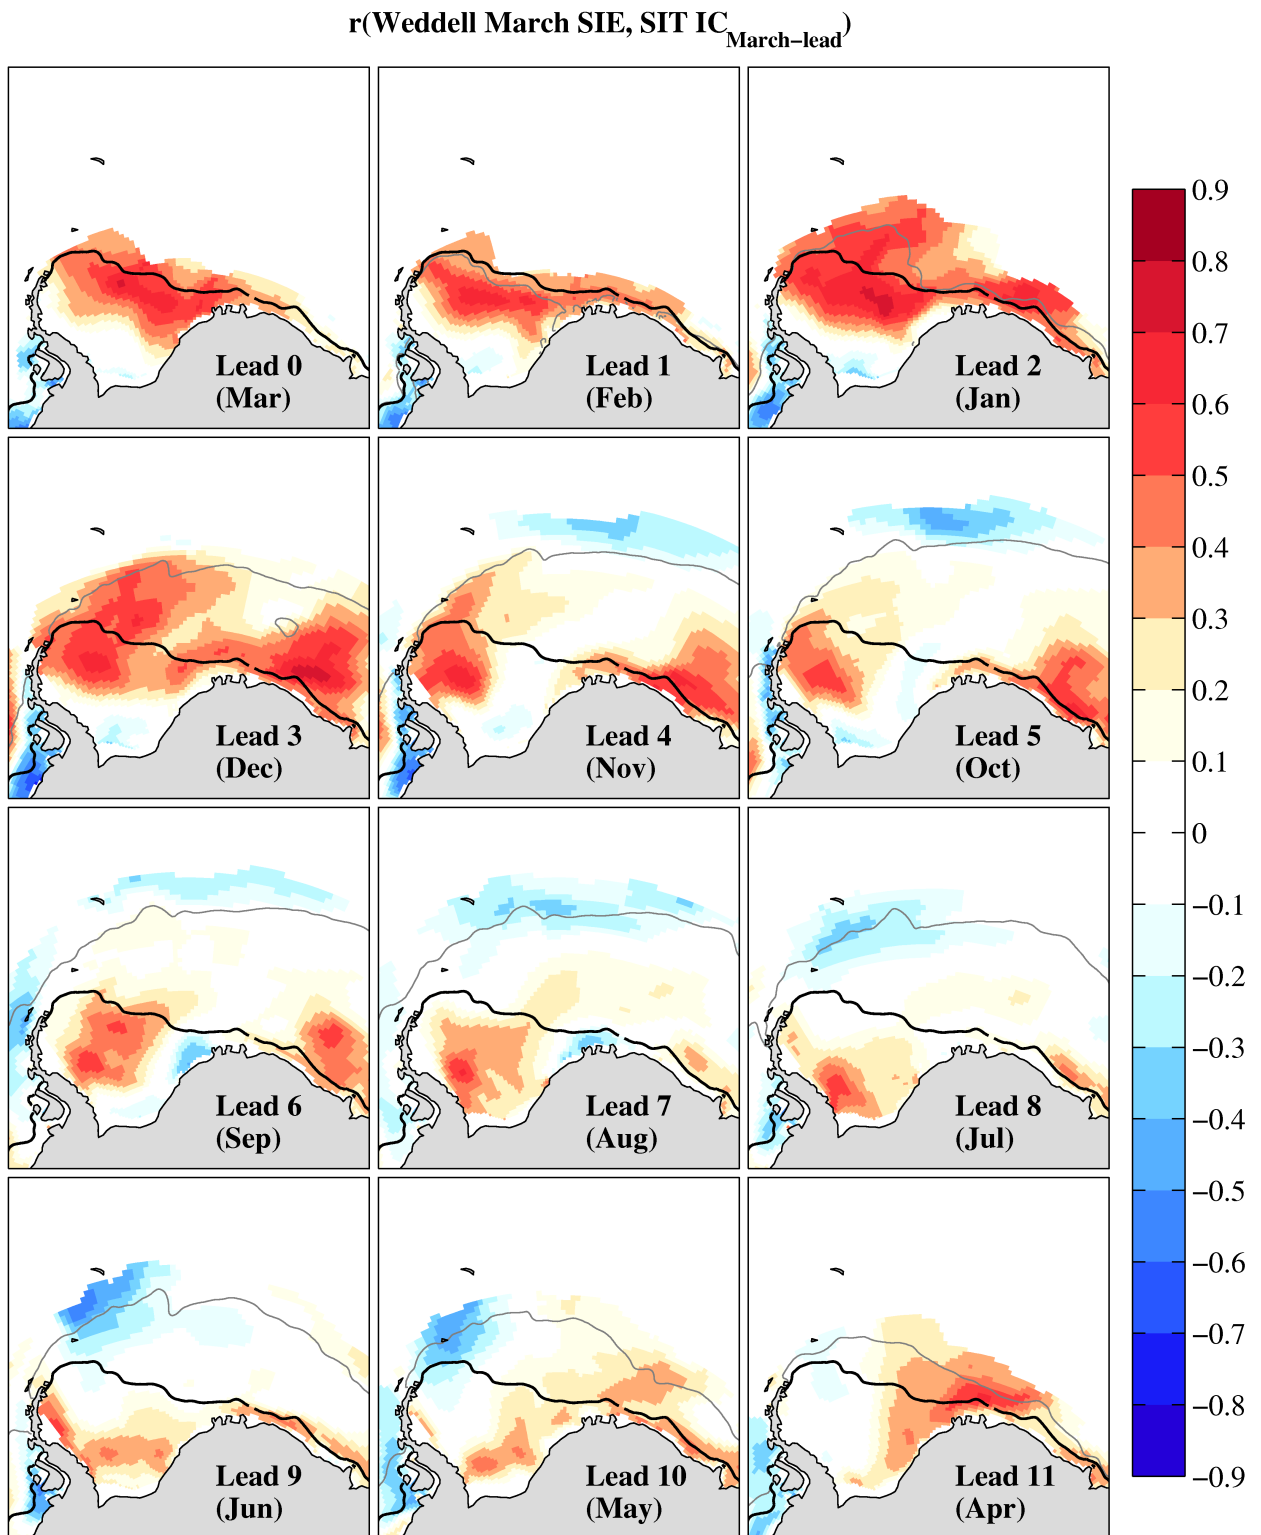 r(Weddell March SIE, SIT IC_March−lead)
Lead 0
(Mar)
Lead 1
(Feb)
Lead 2
(Jan)
Lead 3
(Dec)
Lead 4
(Nov)
Lead 5
(Oct)
Lead 6
(Sep)
Lead 7
(Aug)
Lead 8
(Jul)
Lead 9
(Jun)
Lead 10
(May)
Lead 11
(Apr)
0.9
0.8
0.7
0.6
0.5
0.4
0.3
0.2
0.1
0
−0.1
−0.2
−0.3
−0.4
−0.5
−0.6
−0.7
−0.8
−0.9